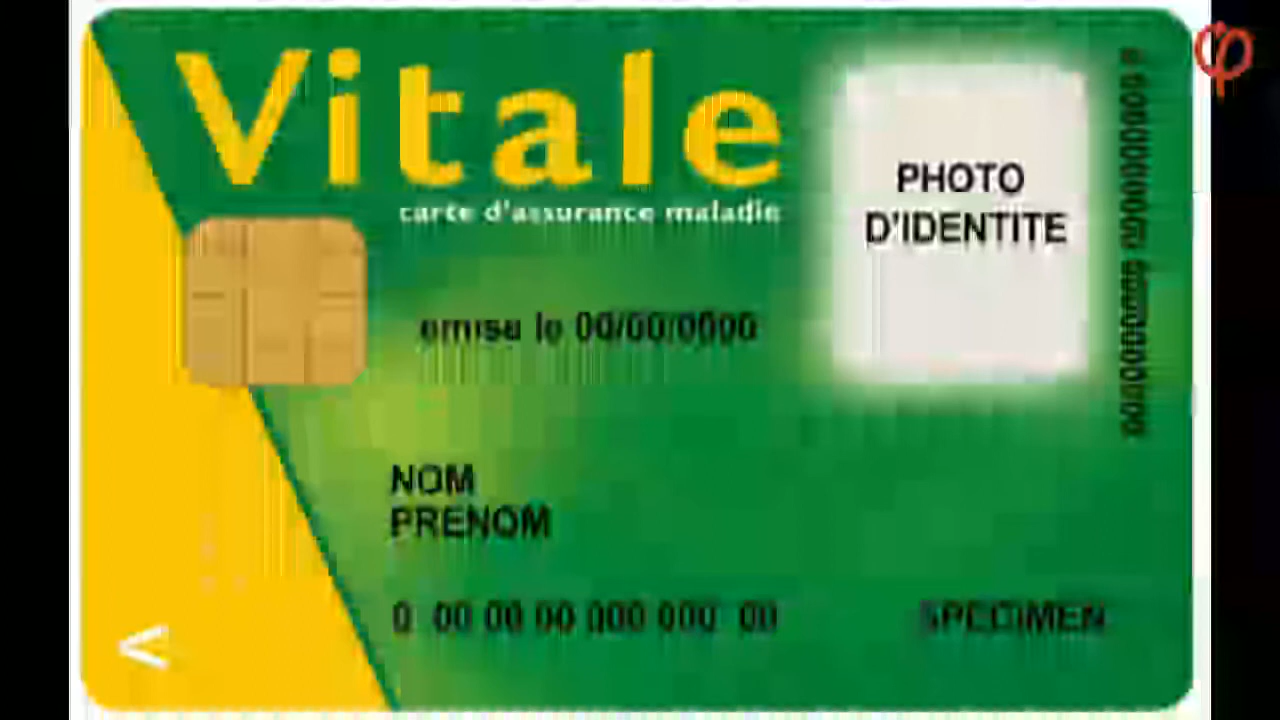 Vitale
carte d'assurance maladie
PHOTO
D'IDENTITE
emise le 00/00/0000
NOM
PRENOM
0 00 00 00 000 000 00
SPECIMEN